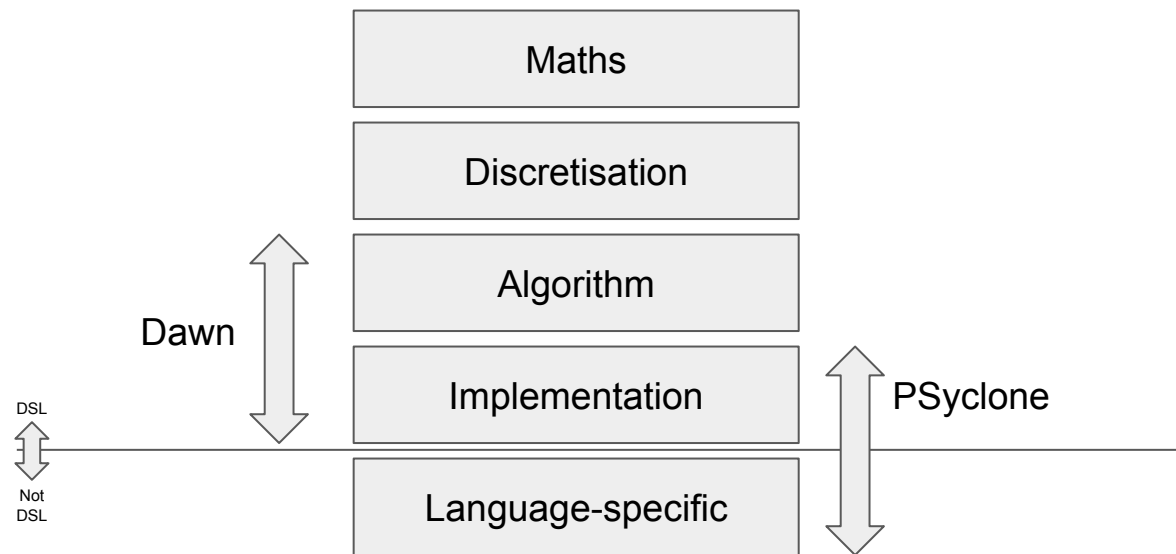 Maths
Discretisation
Algorithm
Dawn
Implementation
PSyclone
DSL
Not
DSL
Language-specific